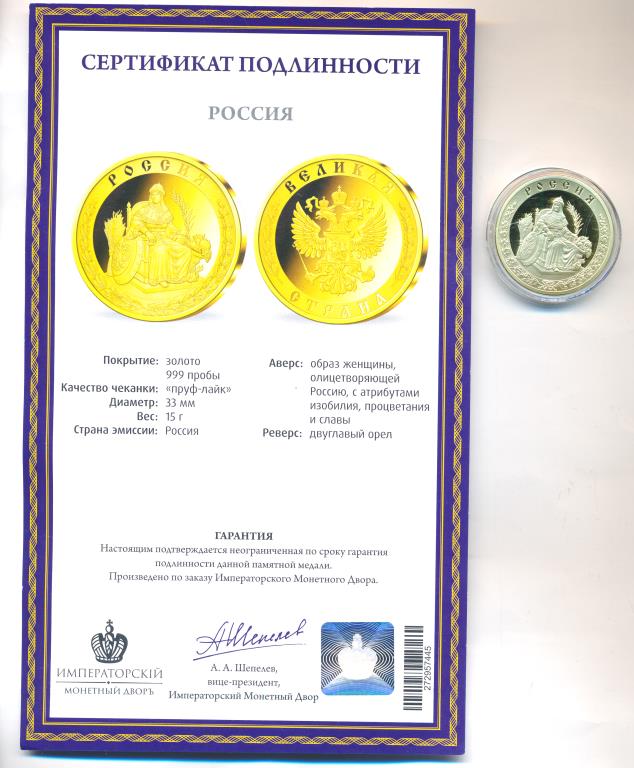 СЕРТИФИКАТ ПОДЛИННОСТИ
РОССИЯ
РОССИЯ
ВЕЛИКАЯ
СТРАНА
РОССИЯ
Покрытие: золото
999 пробы
Качество чеканки: «пруф-лайк»
Диаметр: 33 мм
Вес: 15 г
Страна эмиссии: Россия
Аверс: образ женщины,
олицетворяющей
Россию, с атрибутами
изобилия, процветания
и славы
Реверс: двуглавый орел
ГАРАНТИЯ
Настоящим подтверждается неограниченная по сроку гарантия
подлинности данной памятной медали.
Произведено по заказу Императорского Монетного Двора.
ИМПЕРАТОРСКІЙ
МОНЕТНЫЙ ДВОРЪ
А Шепелев
А. А. Шепелев,
вице-президент,
Императорский Монетный Двор
272957445